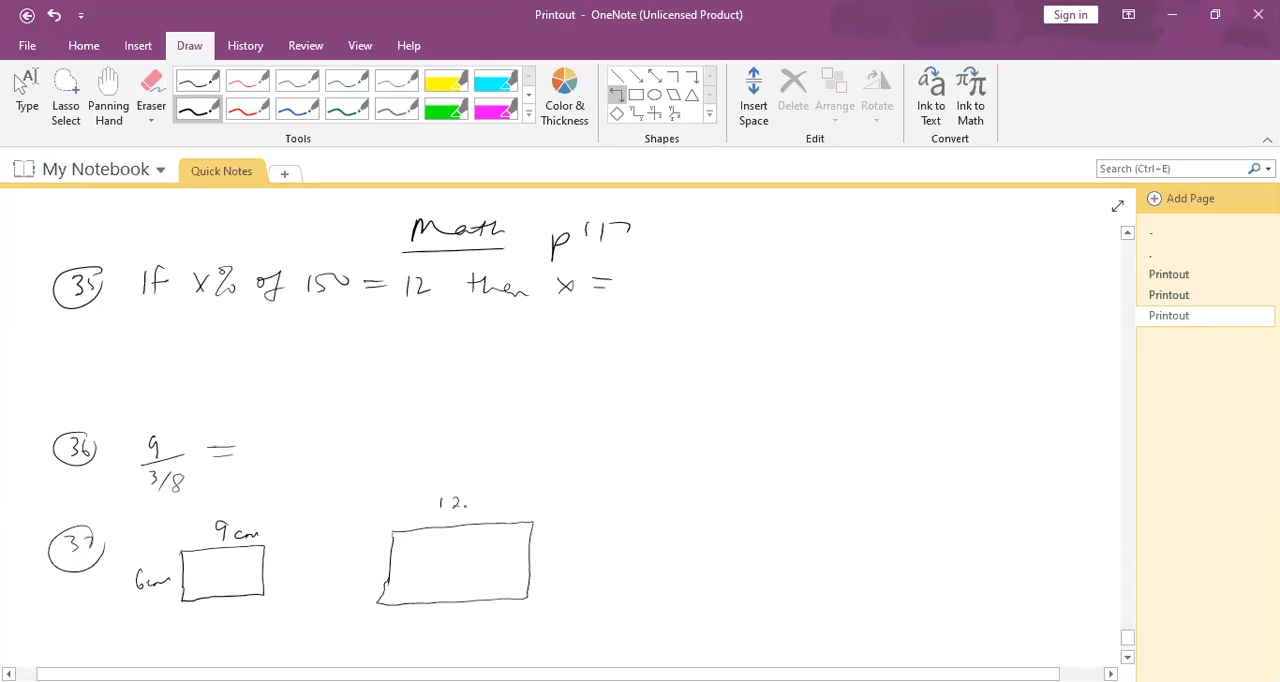 Printout - OneNote (Unlicensed Product)
Sign in
File Home Insert Draw History Review View Help
Type
Lasso Select
Panning Hand
Eraser
Color & Thickness
Insert Space
Delete
Arrange
Rotate
Ink to Text
Ink to Math
Tools
Shapes
Edit
Convert
My Notebook
Quick Notes
Search (Ctrl+E)
Add Page
-
.
Printout
Printout
Printout
Math
35 If x% of 150 = 12 then x =
36 9
3/8 =
12.
37 9cm
6cm